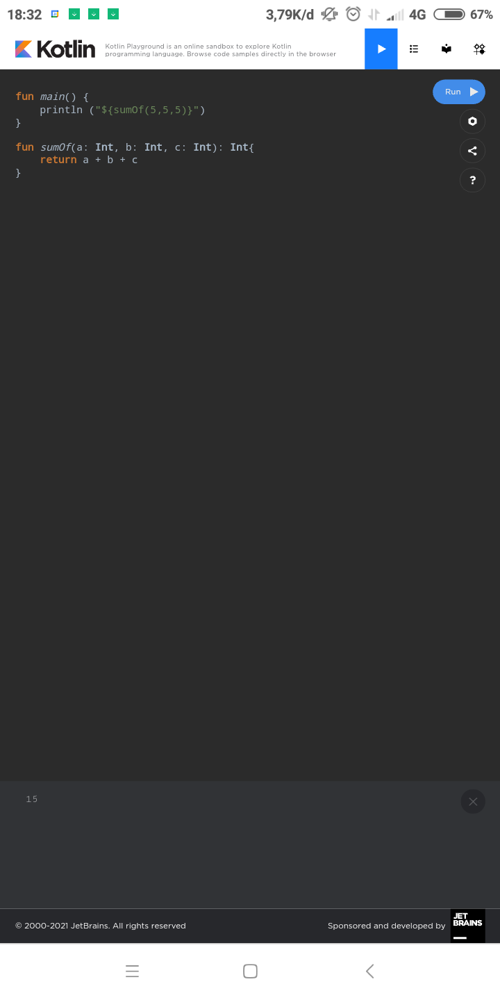 18:32 3,79K/d 4G 67%
Kotlin
Kotlin Playground is an online sandbox to explore Kotlin
programming language. Browse code samples directly in the browser
Run
fun main() {
    println ("${sumOf(5,5,5)}")
}
fun sumOf(a: Int, b: Int, c: Int): Int{
    return a + b + c
}
?
15
© 2000-2021 JetBrains. All rights reserved
Sponsored and developed by
JET
BRAINS